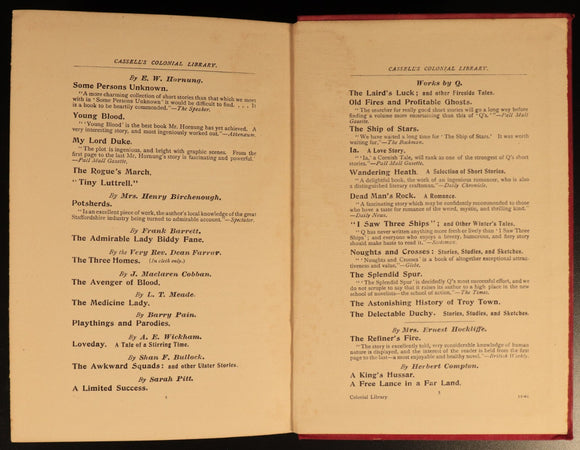 CASSELL'S COLONIAL LIBRARY.
By E. W. Hornung.
Some Persons Unknown.
"A more charming collection of short stories than that which we meet
with in 'Some Persons Unknown' it would be difficult to find. . . . It
is a book to be heartily commended."—The Speaker.
Young Blood.
"'Young Blood' is the best book Mr. Hornung has yet achieved. A
very interesting story, and most ingeniously worked out."—Athenæum.
My Lord Duke.
"The plot is ingenious, and bright with graphic scenes. From the
first page to the last Mr. Hornung's story is fascinating and powerful."
—Pall Mall Gazette.
The Rogue's March.
"Tiny Luttrell."
By Mrs. Henry Birchenough.
Potsherds.
"Is an excellent piece of work, the author's local knowledge of the great
Staffordshire industry being turned to admirable account."—Spectator.
By Frank Barrett.
The Admirable Lady Biddy Fane.
By the Very Rev. Dean Farrar.
The Three Homes. (In cloth only.)
By J. Maclaren Cobban.
The Avenger of Blood.
By L. T. Meade.
The Medicine Lady.
By Barry Pain.
Playthings and Parodies.
By A. E. Wickham.
Loveday. A Tale of a Stirring Time.
By Shan F. Bullock.
The Awkward Squads: and other Ulster Stories.
By Sarah Pitt.
A Limited Success.
CASSELL'S COLONIAL LIBRARY.
Works by Q.
The Laird's Luck; and other Fireside Tales.
Old Fires and Profitable Ghosts.
"The searcher for really good short stories will go a long way before
finding a volume more entertaining than this of 'Q's.'"—Pall Mall
Gazette.
The Ship of Stars.
"We have waited a long time for 'The Ship of Stars.' It was worth
waiting for."—The Bookman.
Ia. A Love Story.
"'Ia,' a Cornish Tale, will rank as one of the strongest of Q's short
stories."—Pall Mall Gazette.
Wandering Heath. A Selection of Short Stories.
"A delightful book, the work of an ingenious romancer, who is also a
distinguished literary craftsman."—Daily Chronicle.
Dead Man's Rock. A Romance.
"A fascinating story which may be confidently recommended to those
who have a taste for romance of the weird, mystic, and thrilling kind."
—Daily News.
"I Saw Three Ships"; and Other Winter's Tales.
"Q has never written anything more fresh or lively than 'I Saw Three
Ships'; and everyone who enjoys a breezy, humorous, and fiery story
should make haste to read it."—Scotsman.
Noughts and Crosses: Stories, Studies, and Sketches.
"'Noughts and Crosses' is a book of altogether exceptional attrac-
tiveness and value."—Globe.
The Splendid Spur.
"'The Splendid Spur' is decidedly Q's most successful effort, and we
do not scruple to say that it raises its author to a high place in the new
school of novelists—the school of action."—The Times.
The Astonishing History of Troy Town.
The Delectable Duchy. Stories, Studies, and Sketches.
By Mrs. Ernest Hockliffe.
The Refiner's Fire.
"The story is excellently told, very considerable knowledge of human
nature is displayed, and the interest of the reader is held from the first
page to the last—a most enjoyable and healthy novel."—British Weekly.
By Herbert Compton.
A King's Hussar.
A Free Lance in a Far Land.
Colonial Library